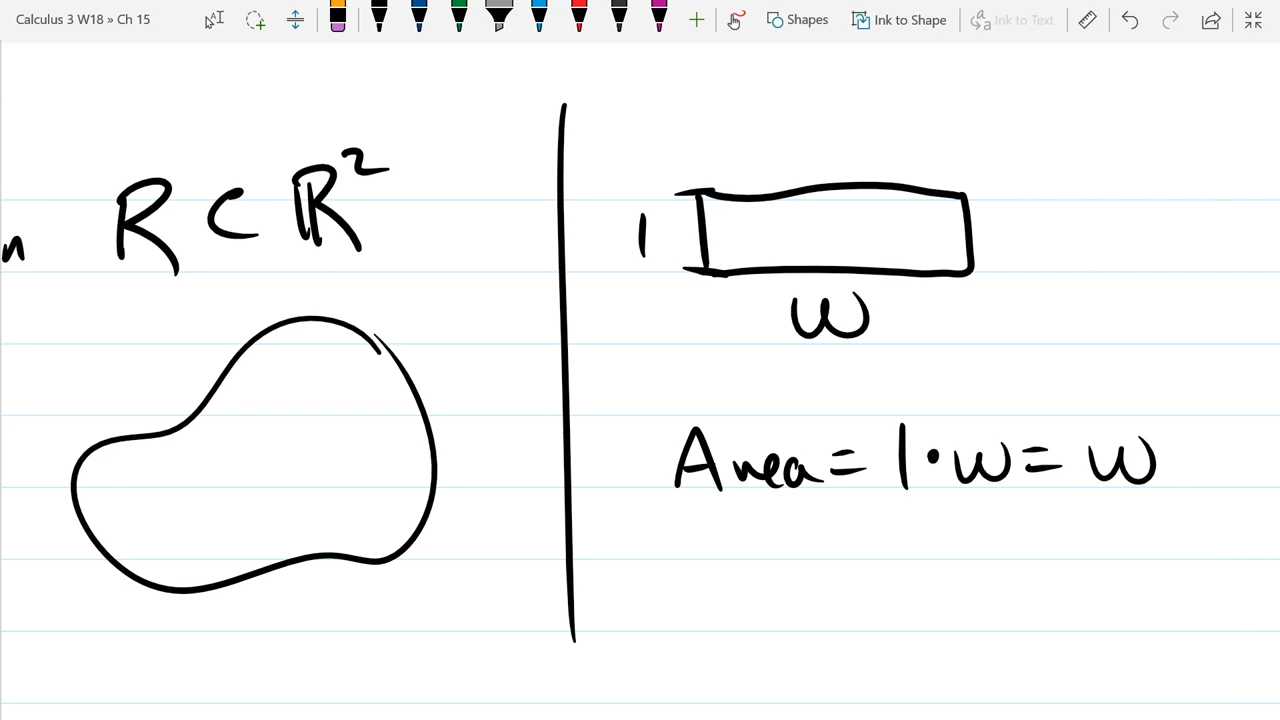 Calculus 3 W18 » Ch 15
Shapes
Ink to Shape
Ink to Text
n R ⊂ ℝ²
1
w
Area = 1 · w = w